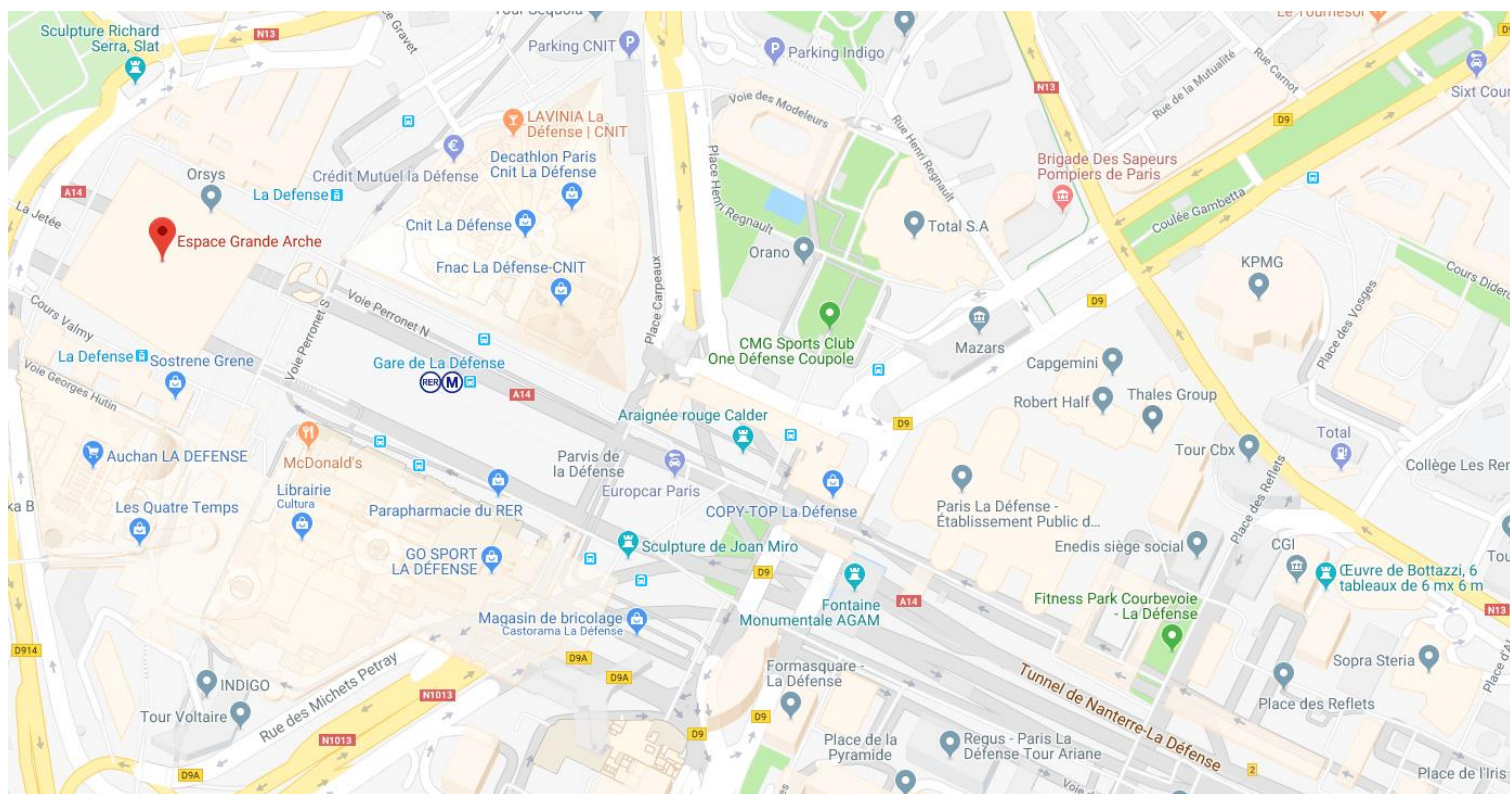 Sculpture Richard
Serra, Slat
N13
Parking CNIT
Parking Indigo
Le Tournesol
N13
Rue Carnot
Rue de la Mutualité
Sixt Cour
D9
LAVINIA La
Défense | CNIT
Voie des Modeleurs
Rue Henri Regnault
Decathlon Paris
Cnit La Défense
Crédit Mutuel la Défense
Brigade Des Sapeurs
Pompiers de Paris
Orsys
A14
La Defense
La Jetée
Place Henri Regnault
Coulée Gambetta
Cnit La Défense
Total S.A
Espace Grande Arche
Orano
Fnac La Défense-CNIT
KPMG
Cours Valmy
Voie Perronet N
Voie Perronet S
Place Carpeaux
D9
Place des Vosges
CMG Sports Club
One Défense Coupole
Mazars
La Defense
Sostrene Grene
Gare de La Défense
RER M
Capgemini
Voie Georges Hutin
A14
Robert Half
Thales Group
Araignée rouge Calder
D9
Auchan LA DEFENSE
McDonald's
Parvis de
la Défense
Tour Cbx
Total
Collège Les Ren
Europcar Paris
Librairie
Cultura
Les Quatre Temps
Parapharmacie du RER
COPY-TOP La Défense
Paris La Défense -
Établissement Public d...
Place des Reflets
ka B
Sculpture de Joan Miro
Enedis siège social
CGI
GO SPORT
LA DÉFENSE
D9
Œuvre de Bottazzi, 6
tableaux de 6 mx 6 m
Fontaine
Monumentale AGAM
A14
Fitness Park Courbevoie
- La Défense
N13
Magasin de bricolage
Castorama La Défense
D914
D9A
D9A
Formasquare -
La Défense
Tunnel de Nanterre-La Défense
Sopra Steria
INDIGO
Rue des Michets Petray
N1013
Place des Reflets
Tour Voltaire
D9
N1013
D9
Place de la
Pyramide
Regus - Paris La
Défense Tour Ariane
D9A
2
Place de l'Iris